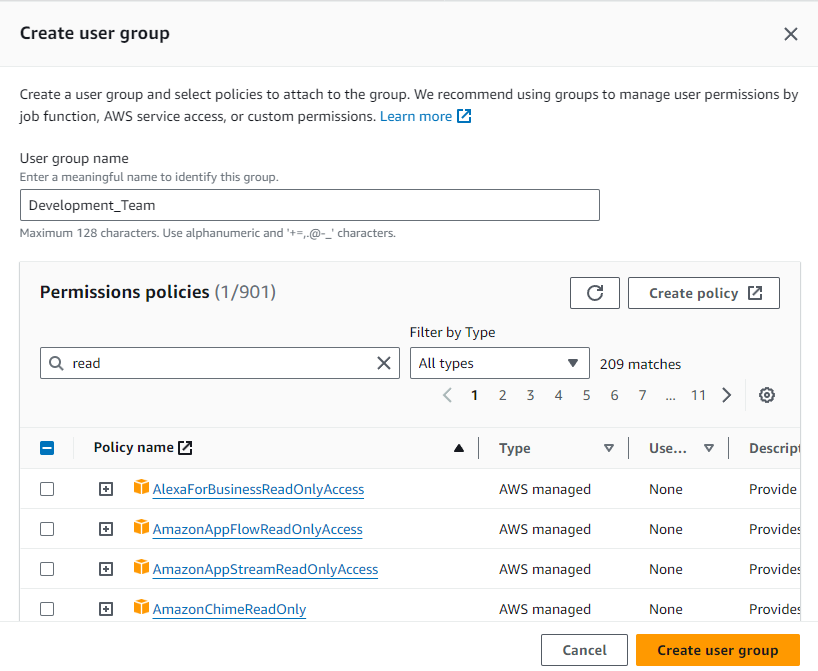 Create user group
Create a user group and select policies to attach to the group. We recommend using groups to manage user permissions by
job function, AWS service access, or custom permissions. Learn more
User group name
Enter a meaningful name to identify this group.
Development_Team
Maximum 128 characters. Use alphanumeric and '+=,.@-_' characters.
Permissions policies (1/901)
Create policy
Filter by Type
read
All types
209 matches
1 2 3 4 5 6 7 ... 11
Policy name Type Use... Descript
AlexaForBusinessReadOnlyAccess AWS managed None Provide
AmazonAppFlowReadOnlyAccess AWS managed None Provides
AmazonAppStreamReadOnlyAccess AWS managed None Provides
AmazonChimeReadOnly AWS managed None Provides
Cancel Create user group